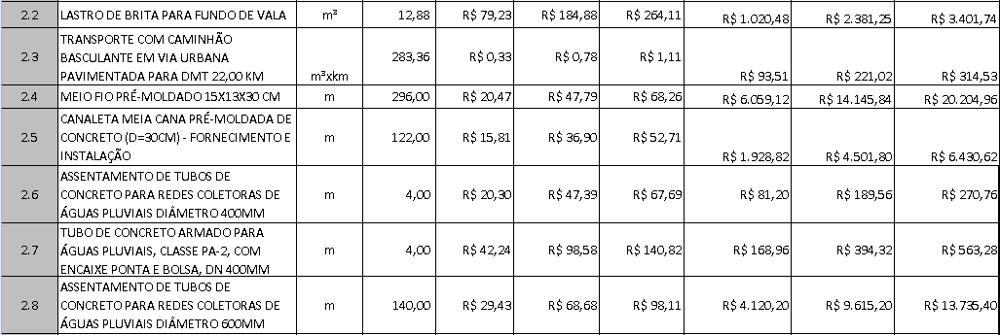 2.2 LASTRO DE BRITA PARA FUNDO DE VALA m³ 12,88 R$ 79,23 R$ 184,88 R$ 264,11 R$ 1.020,48 R$ 2.381,25 R$ 3.401,74
TRANSPORTE COM CAMINHÃO
2.3 BASCULANTE EM VIA URBANA 283,36 R$ 0,33 R$ 0,78 R$ 1,11
PAVIMENTADA PARA DMT 22,00 KM m³xkm R$ 93,51 R$ 221,02 R$ 314,53
2.4 MEIO FIO PRÉ-MOLDADO 15X13X30 CM m 296,00 R$ 20,47 R$ 47,79 R$ 68,26 R$ 6.059,12 R$ 14.145,84 R$ 20.204,96
CANALETA MEIA CANA PRÉ-MOLDADA DE
2.5 CONCRETO (D=30CM) - FORNECIMENTO E m 122,00 R$ 15,81 R$ 36,90 R$ 52,71
INSTALAÇÃO R$ 1.928,82 R$ 4.501,80 R$ 6.430,62
ASSENTAMENTO DE TUBOS DE
2.6 CONCRETO PARA REDES COLETORAS DE m 4,00 R$ 20,30 R$ 47,39 R$ 67,69 R$ 81,20 R$ 189,56 R$ 270,76
ÁGUAS PLUVIAIS DIÂMETRO 400MM
TUBO DE CONCRETO ARMADO PARA
2.7 ÁGUAS PLUVIAIS, CLASSE PA-2, COM m 4,00 R$ 42,24 R$ 98,58 R$ 140,82 R$ 168,96 R$ 394,32 R$ 563,28
ENCAIXE PONTA E BOLSA, DN 400MM
ASSENTAMENTO DE TUBOS DE
2.8 CONCRETO PARA REDES COLETORAS DE m 140,00 R$ 29,43 R$ 68,68 R$ 98,11 R$ 4.120,20 R$ 9.615,20 R$ 13.735,40
ÁGUAS PLUVIAIS DIÂMETRO 600MM